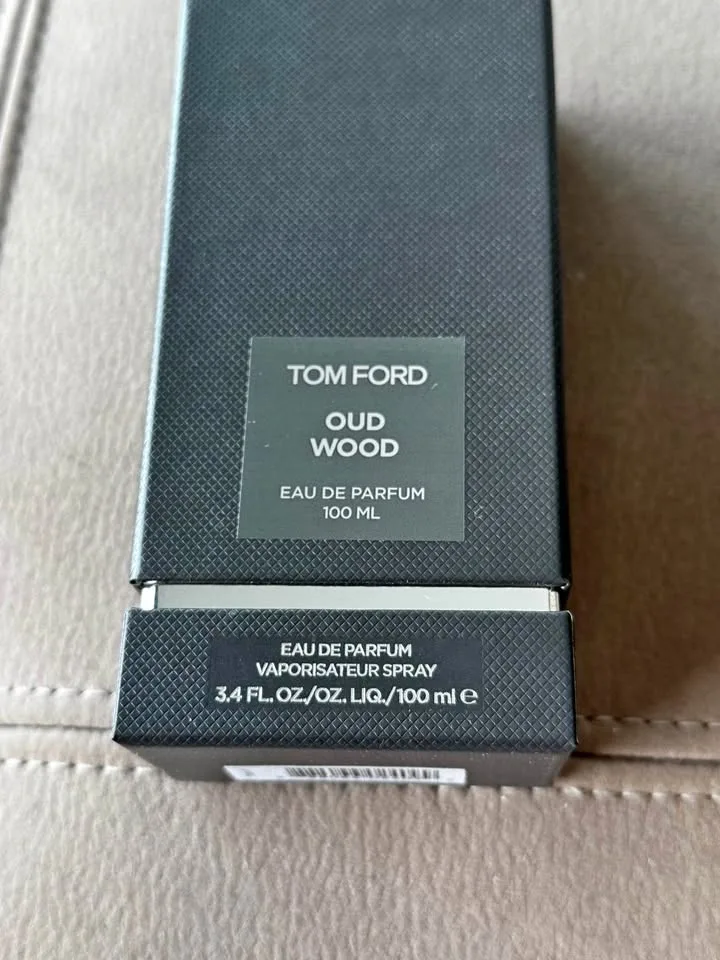 TOM FORD
OUD
WOOD
EAU DE PARFUM
100 ML
EAU DE PARFUM
VAPORISATEUR SPRAY
3.4 FL. OZ./OZ. LIQ./100 ml ℮